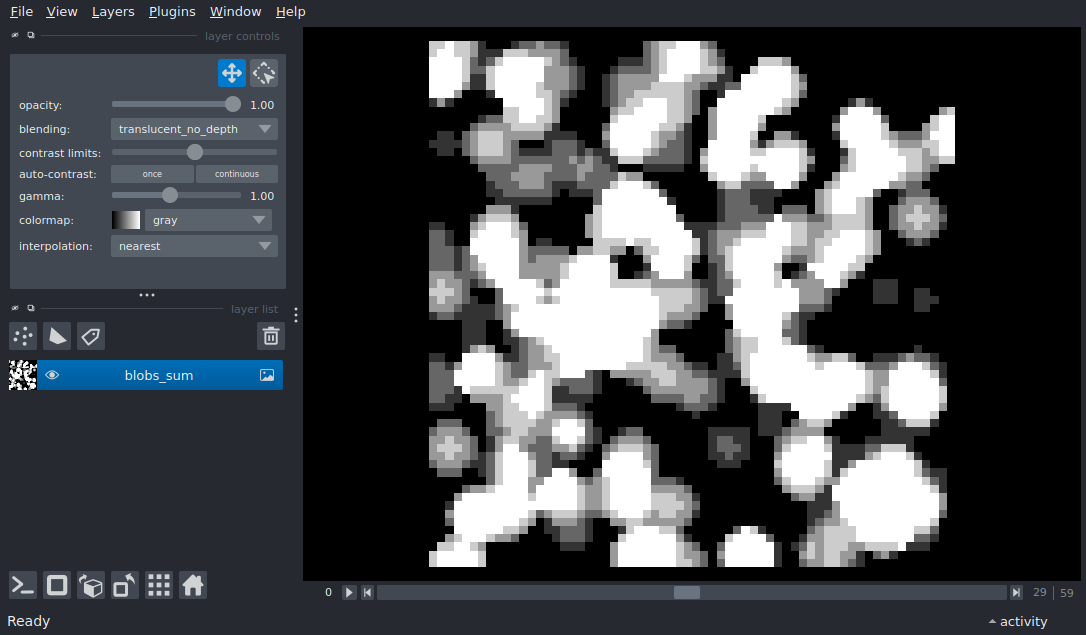 File View Layers Plugins Window Help
layer controls
opacity: 1.00
blending: translucent_no_depth
contrast limits:
auto-contrast: once continuous
gamma: 1.00
colormap: gray
interpolation: nearest
layer list
blobs_sum
0 29 59
Ready activity